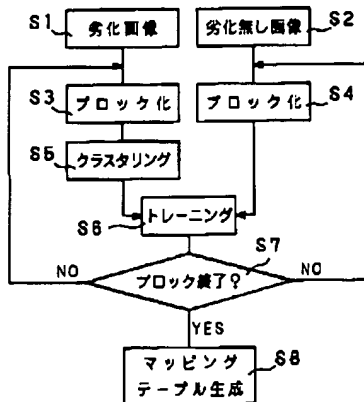 S1
劣化画像
劣化無し画像
S2
S3
ブロック化
ブロック化
S4
S5
クラスタリング
トレーニング
S6
S7
ブロック終了?
NO
NO
YES
マッピング
テーブル生成
S8